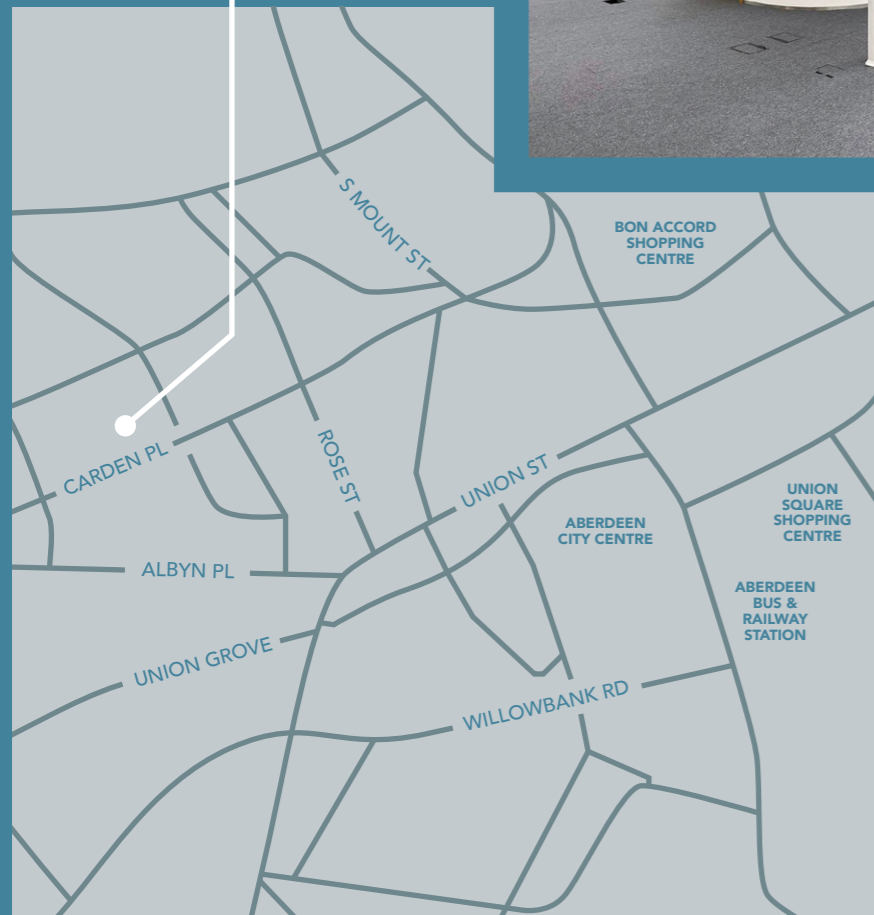 S MOUNT ST
BON ACCORD
SHOPPING
CENTRE
CARDEN PL
ROSE ST
UNION ST
UNION
SQUARE
SHOPPING
CENTRE
ABERDEEN
CITY CENTRE
ALBYN PL
ABERDEEN
BUS &
RAILWAY
STATION
UNION GROVE
WILLOWBANK RD